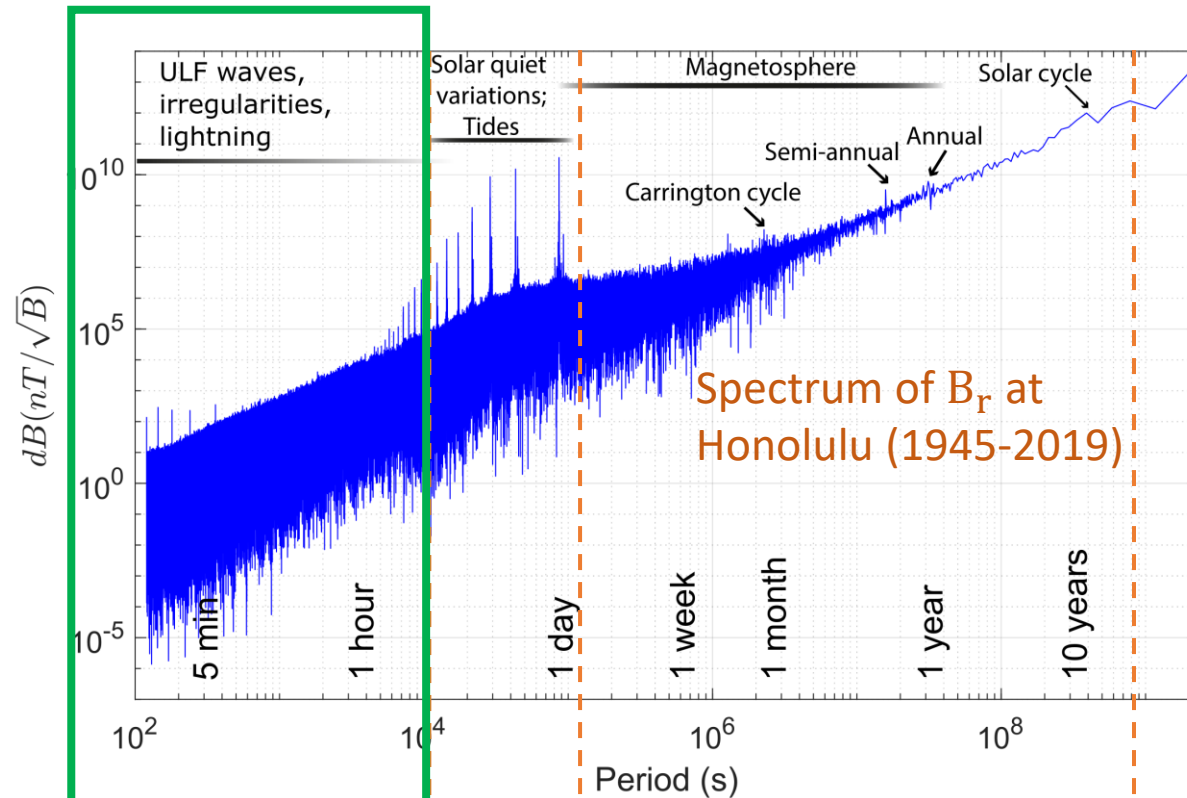 ULF waves,
irregularities,
lightning
Solar quiet
variations;
Tides
Magnetosphere
Solar cycle
Semi-annual
Annual
Carrington cycle
Spectrum of Bᵣ at
Honolulu (1945-2019)
dB(nT/√B)
0¹⁰
10⁵
10⁰
10⁻⁵
5 min
1 hour
1 day
1 week
1 month
1 year
10 years
10²
10⁴
10⁶
10⁸
Period (s)